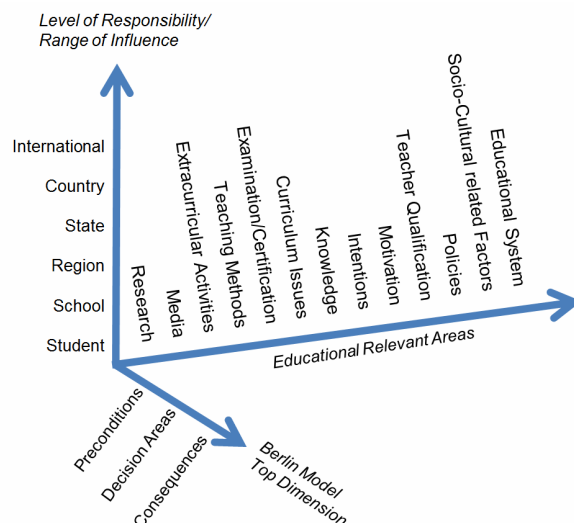 Level of Responsibility/
Range of Influence
International
Country
State
Region
School
Student
Research
Media
Extracurricular Activities
Teaching Methods
Examination/Certification
Curriculum Issues
Knowledge
Intentions
Motivation
Teacher Qualification
Policies
Socio-Cultural related Factors
Educational System
Educational Relevant Areas
Preconditions
Decision Areas
Consequences
Berlin Model
Top Dimension